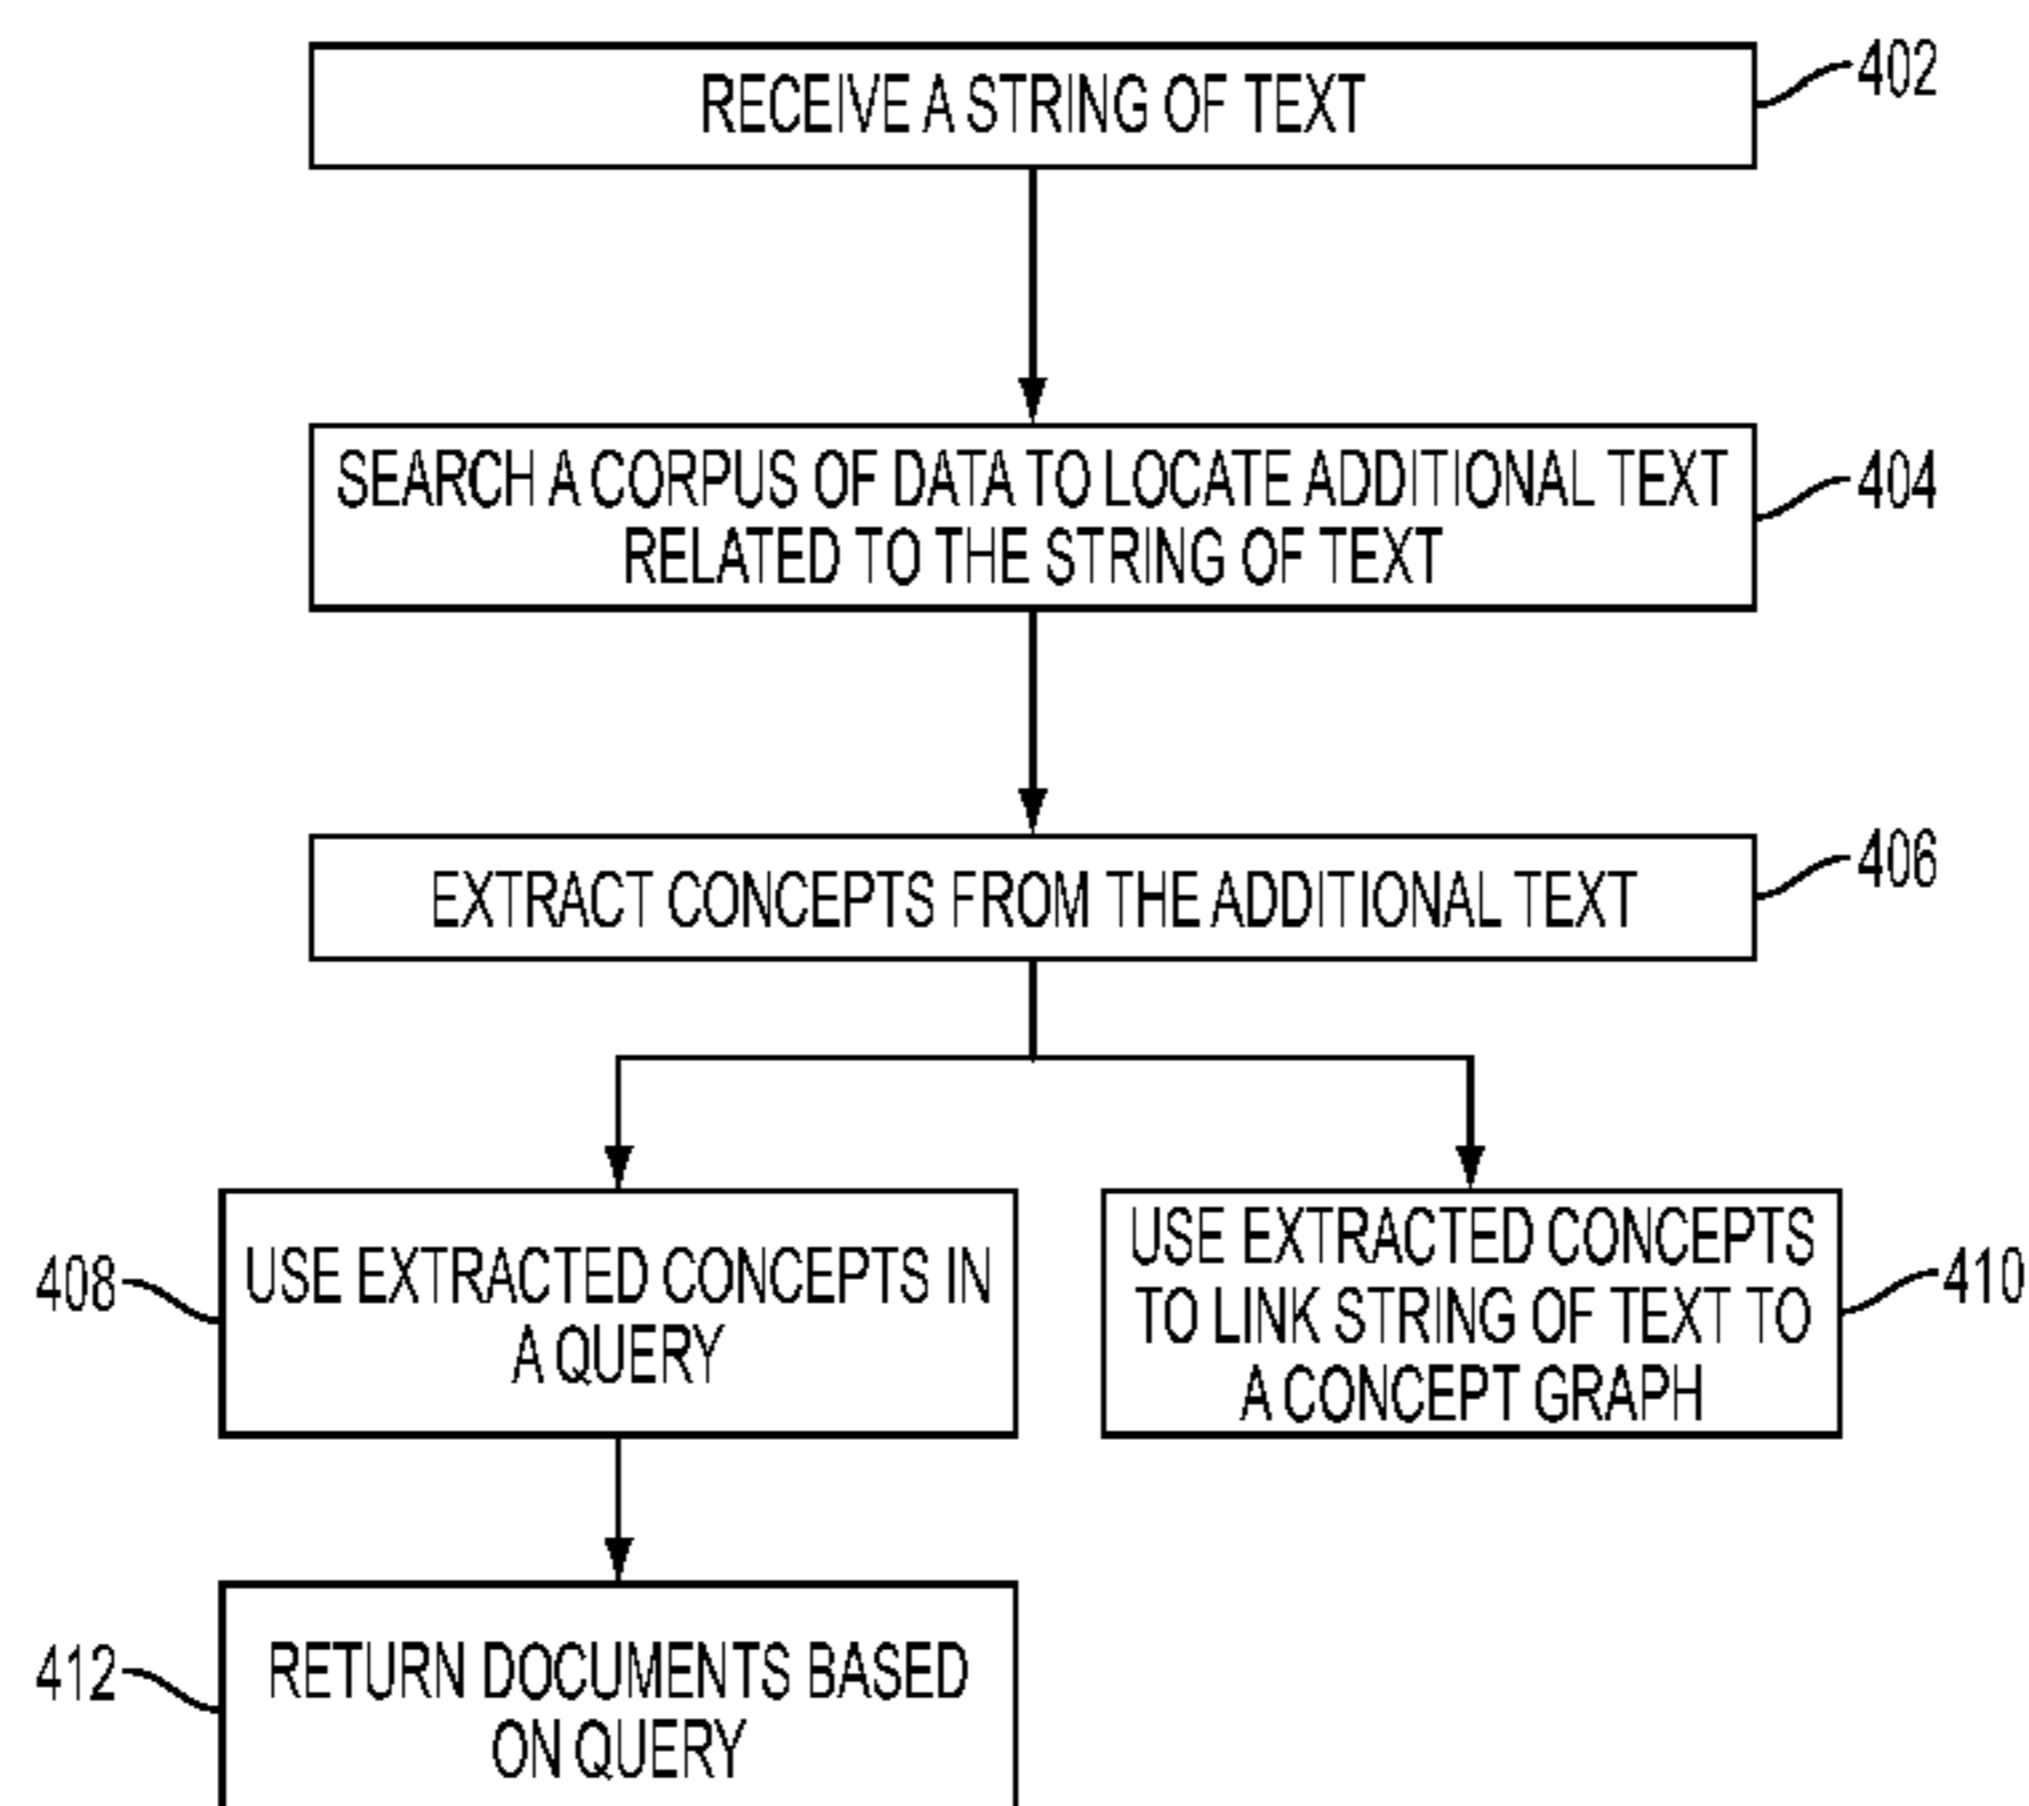 RECEIVE A STRING OF TEXT
402
SEARCH A CORPUS OF DATA TO LOCATE ADDITIONAL TEXT
RELATED TO THE STRING OF TEXT
404
EXTRACT CONCEPTS FROM THE ADDITIONAL TEXT
406
408
USE EXTRACTED CONCEPTS IN
A QUERY
USE EXTRACTED CONCEPTS
TO LINK STRING OF TEXT TO
A CONCEPT GRAPH
410
412
RETURN DOCUMENTS BASED
ON QUERY